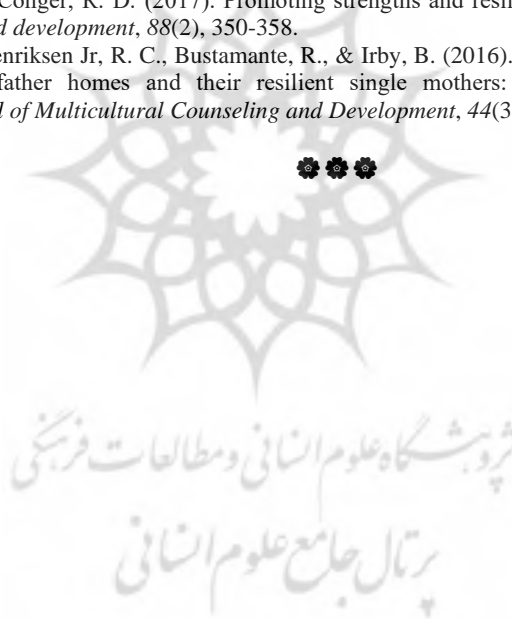 Conger, R. D. (2017). Promoting strengths and resil
d development, 88(2), 350-358.
enriksen Jr, R. C., Bustamante, R., & Irby, B. (2016).
father homes and their resilient single mothers:
l of Multicultural Counseling and Development, 44(3
پژوهشگاه علوم انسانی و مطالعات فرهنگی
پرتال جامع علوم انسانی